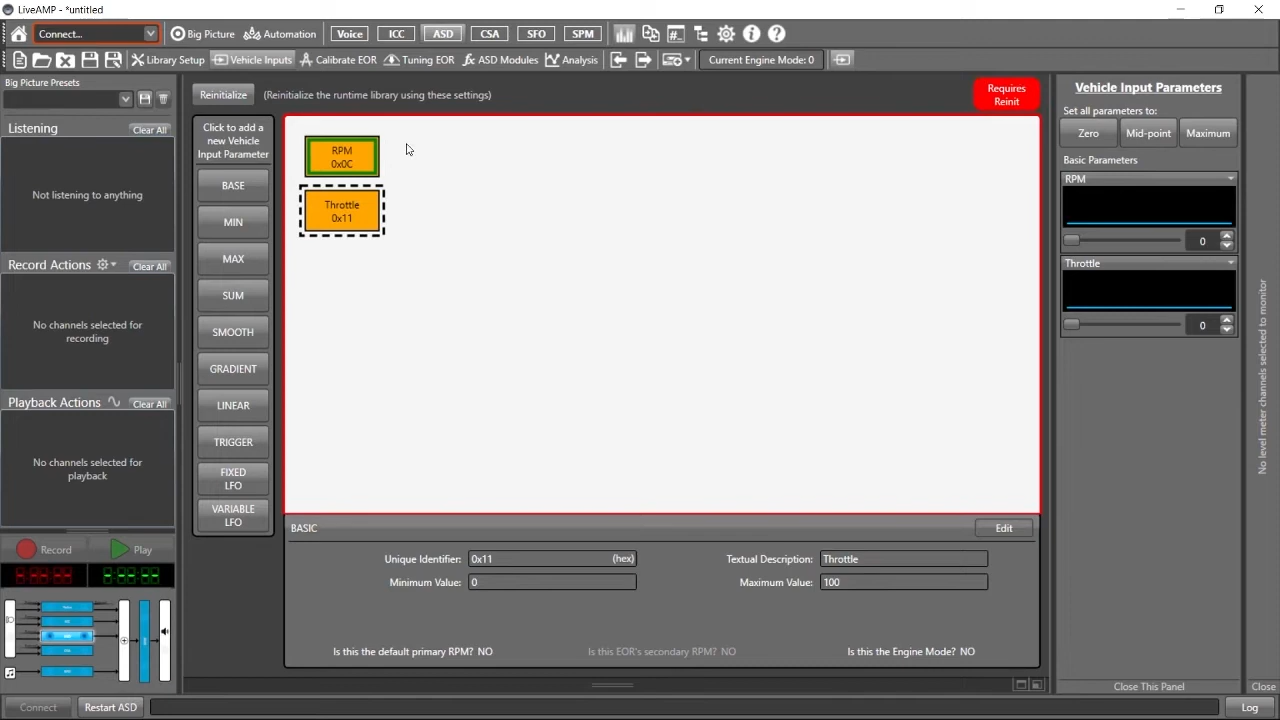 LiveAMP - *untitled
Connect...
Big Picture
Automation
Voice
ICC
ASD
CSA
SFO
SPM
Library Setup
Vehicle Inputs
Calibrate EOR
Tuning EOR
ASD Modules
Analysis
Current Engine Mode: 0
Big Picture Presets
Listening
Clear All
Not listening to anything
Record Actions
Clear All
No channels selected for
recording
Playback Actions
Clear All
No channels selected for
playback
Record
Play
Reinitialize
(Reinitialize the runtime library using these settings)
Requires
Reinit
Click to add a
new Vehicle
Input Parameter
BASE
MIN
MAX
SUM
SMOOTH
GRADIENT
LINEAR
TRIGGER
FIXED
LFO
VARIABLE
LFO
RPM
0x0C
Throttle
0x11
BASIC
Edit
Unique Identifier:
0x11
(hex)
Textual Description:
Throttle
Minimum Value:
0
Maximum Value:
100
Is this the default primary RPM? NO
Is this EOR's secondary RPM? NO
Is this the Engine Mode? NO
Vehicle Input Parameters
Set all parameters to:
Zero
Mid-point
Maximum
Basic Parameters
RPM
0
Throttle
0
Close This Panel
No level meter channels selected to monitor
Close
Connect
Restart ASD
Log